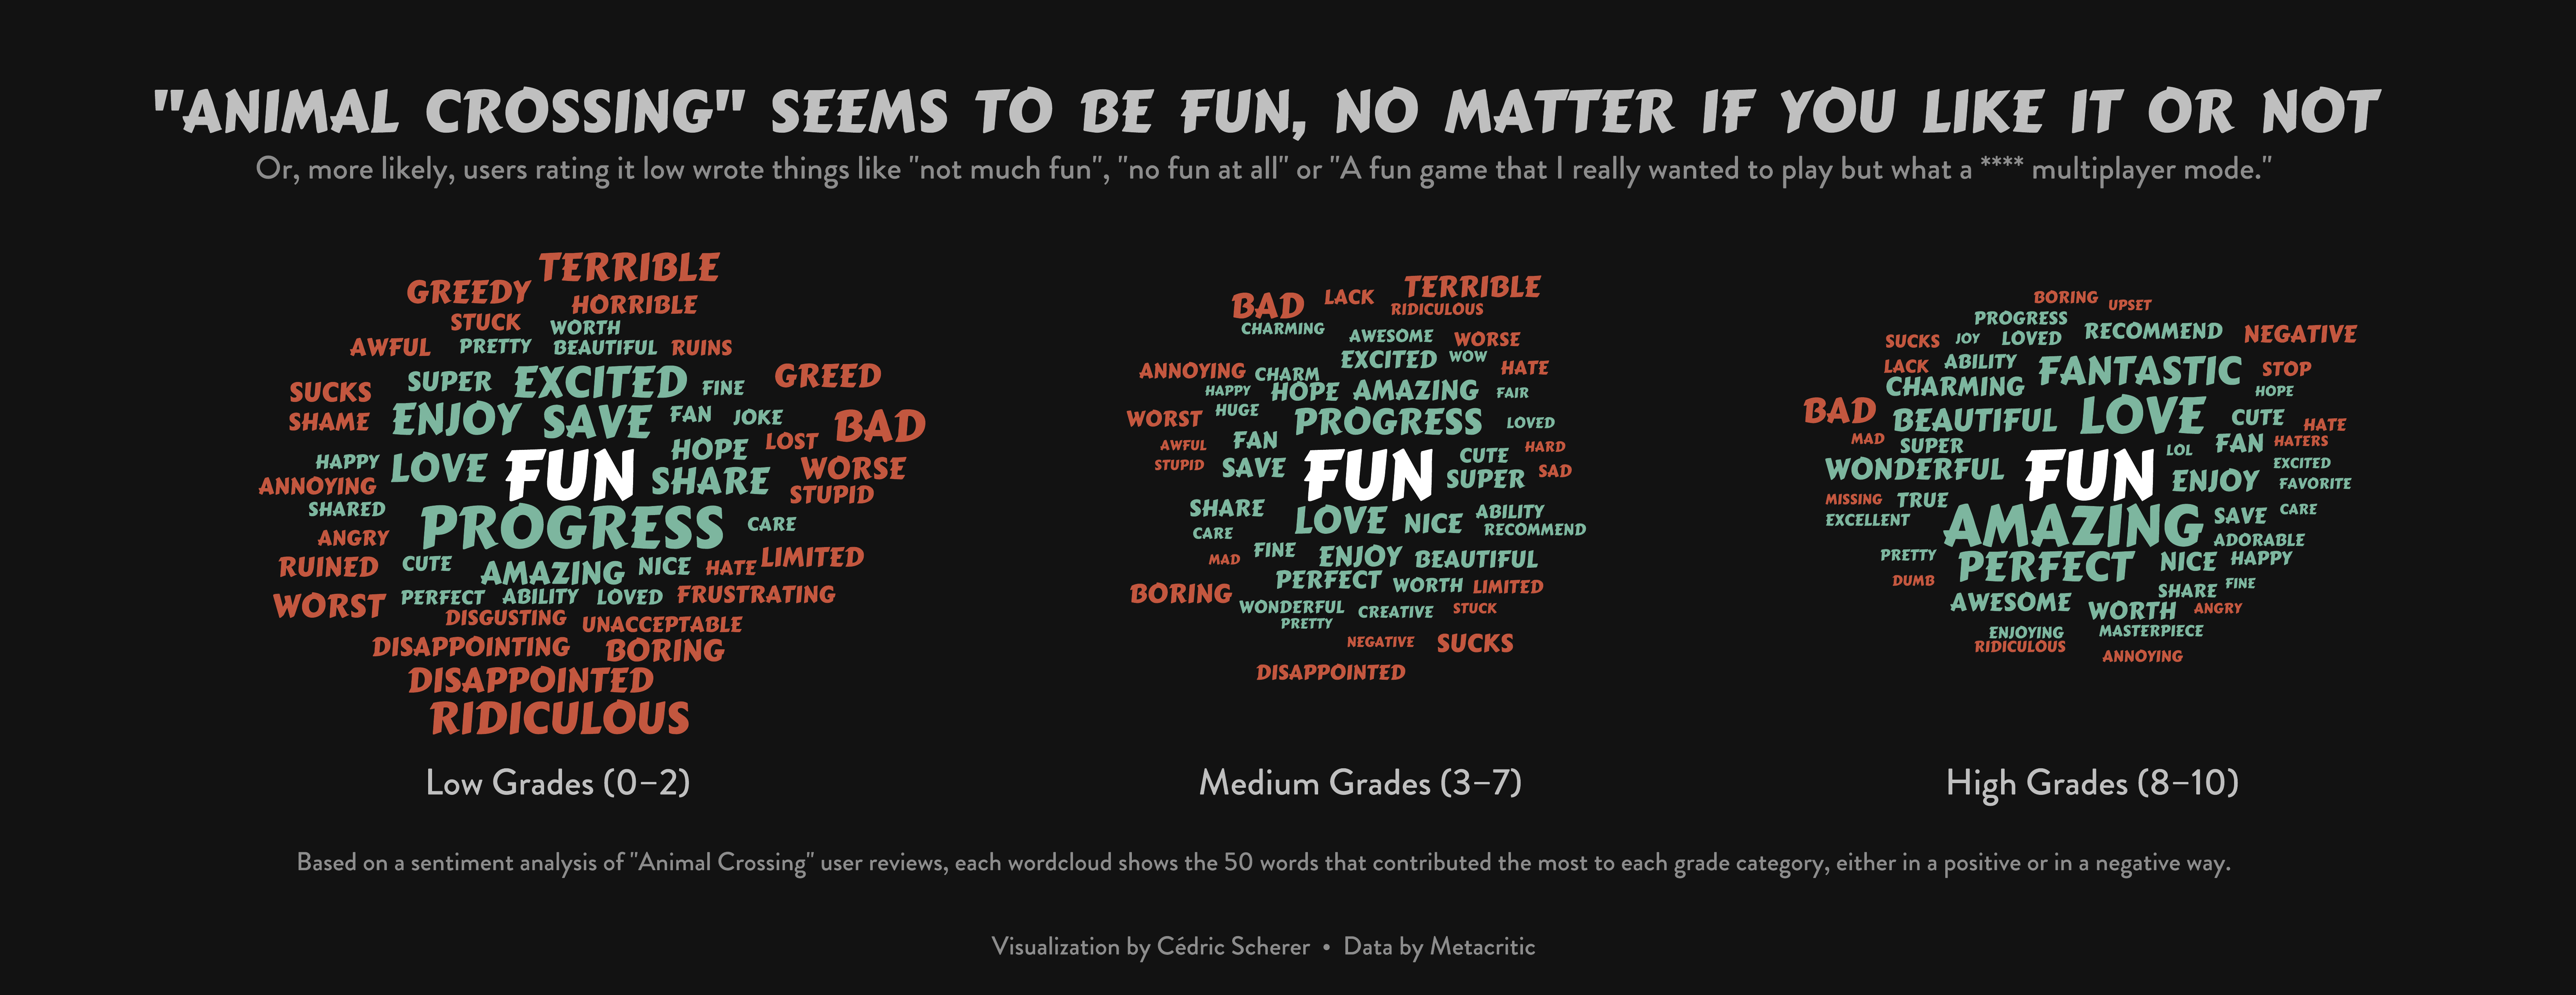 "ANIMAL CROSSING" SEEMS TO BE FUN, NO MATTER IF YOU LIKE IT OR NOT
Or, more likely, users rating it low wrote things like "not much fun", "no fun at all" or "A fun game that I really wanted to play but what a **** multiplayer mode."
TERRIBLE
GREEDY
HORRIBLE
STUCK WORTH
AWFUL PRETTY BEAUTIFUL RUINS
SUCKS SUPER EXCITED FINE GREED
SHAME ENJOY SAVE FAN JOKE BAD
HOPE LOST
HAPPY LOVE FUN SHARE WORSE
ANNOYING STUPID
SHARED PROGRESS CARE
ANGRY
RUINED CUTE AMAZING NICE HATE LIMITED
WORST PERFECT ABILITY LOVED FRUSTRATING
DISGUSTING UNACCEPTABLE
DISAPPOINTING BORING
DISAPPOINTED
RIDICULOUS
Low Grades (0–2)
BAD LACK TERRIBLE
RIDICULOUS
CHARMING AWESOME WORSE
EXCITED WOW
ANNOYING CHARM HATE
HAPPY HOPE AMAZING FAIR
WORST HUGE PROGRESS LOVED
AWFUL FAN CUTE HARD
STUPID SAVE FUN SUPER SAD
SHARE LOVE NICE ABILITY
CARE RECOMMEND
MAD FINE ENJOY BEAUTIFUL
BORING PERFECT WORTH LIMITED
WONDERFUL CREATIVE STUCK
PRETTY
NEGATIVE SUCKS
DISAPPOINTED
Medium Grades (3–7)
BORING UPSET
PROGRESS
SUCKS JOY LOVED RECOMMEND NEGATIVE
LACK ABILITY FANTASTIC STOP
CHARMING HOPE
BAD BEAUTIFUL LOVE CUTE HATE
MAD SUPER LOL FAN HATERS
WONDERFUL FUN ENJOY EXCITED
FAVORITE
MISSING TRUE
EXCELLENT AMAZING SAVE CARE
ADORABLE
PRETTY PERFECT NICE HAPPY
DUMB SHARE FINE
AWESOME WORTH ANGRY
ENJOYING MASTERPIECE
RIDICULOUS ANNOYING
High Grades (8–10)
Based on a sentiment analysis of "Animal Crossing" user reviews, each wordcloud shows the 50 words that contributed the most to each grade category, either in a positive or in a negative way.
Visualization by Cédric Scherer • Data by Metacritic